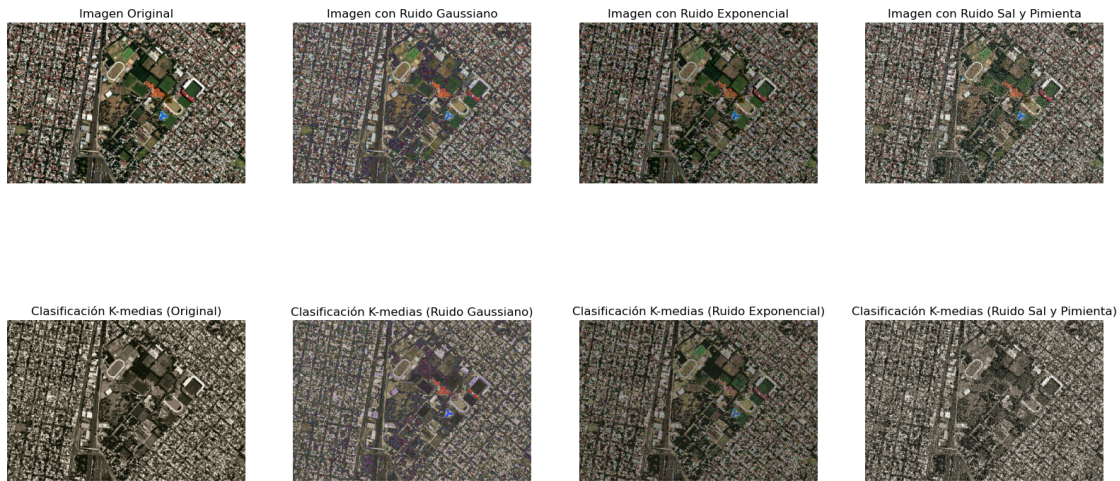 Imagen Original
Imagen con Ruido Gaussiano
Imagen con Ruido Exponencial
Imagen con Ruido Sal y Pimienta
Clasificación K-medias (Original)
Clasificación K-medias (Ruido Gaussiano)
Clasificación K-medias (Ruido Exponencial)
Clasificación K-medias (Ruido Sal y Pimienta)